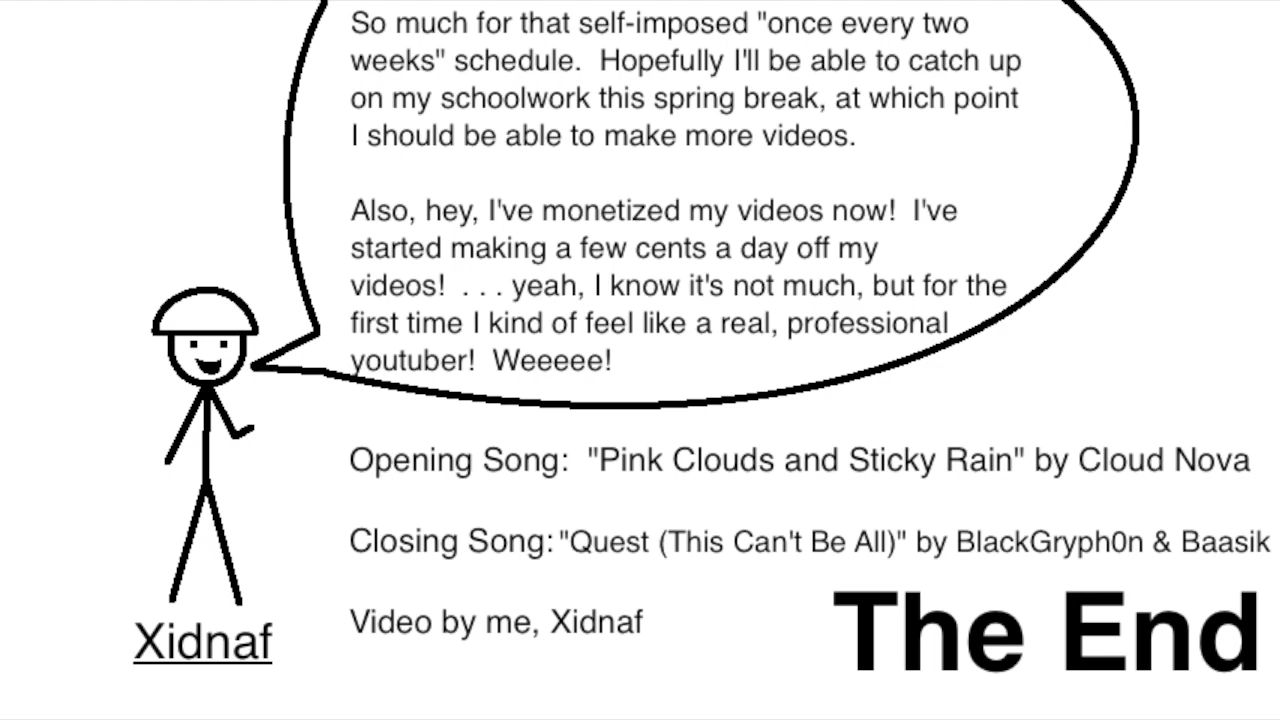 So much for that self-imposed "once every two
weeks" schedule.  Hopefully I'll be able to catch up
on my schoolwork this spring break, at which point
I should be able to make more videos.
Also, hey, I've monetized my videos now!  I've
started making a few cents a day off my
videos!  . . . yeah, I know it's not much, but for the
first time I kind of feel like a real, professional
youtuber!  Weeeee!
Opening Song:  "Pink Clouds and Sticky Rain" by Cloud Nova
Closing Song: "Quest (This Can't Be All)" by BlackGryph0n & Baasik
Video by me, Xidnaf
The End
Xidnaf